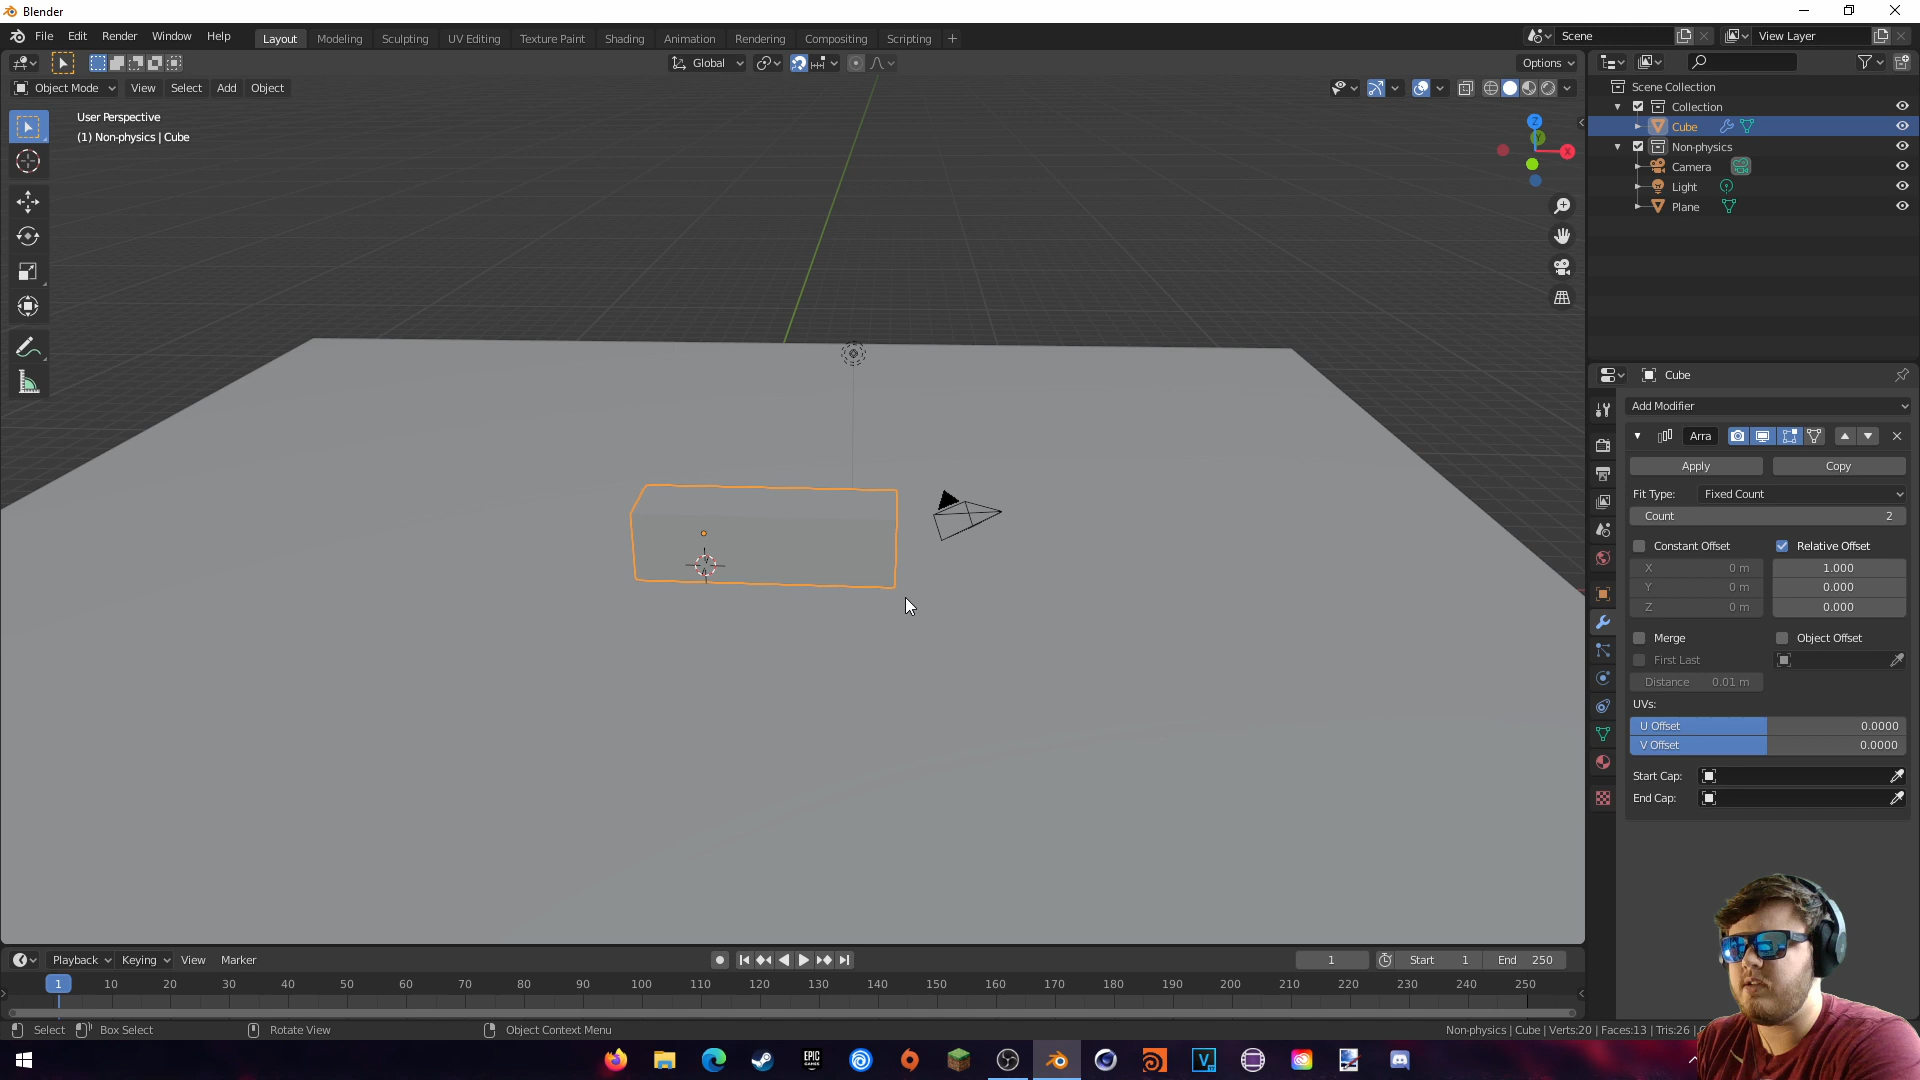 Blender
File Edit Render Window Help
Layout Modeling Sculpting UV Editing Texture Paint Shading Animation Rendering Compositing Scripting +
Scene
View Layer
Global
Options
Object Mode View Select Add Object
User Perspective
(1) Non-physics | Cube
Z
Y
X
Scene Collection
Collection
Cube
Non-physics
Camera
Light
Plane
Cube
Add Modifier
Arra
Apply Copy
Fit Type: Fixed Count
Count 2
Constant Offset Relative Offset
X 0 m 1.000
Y 0 m 0.000
Z 0 m 0.000
Merge Object Offset
First Last
Distance 0.01 m
UVs:
U Offset 0.0000
V Offset 0.0000
Start Cap:
End Cap:
Playback Keying View Marker
1 Start 1 End 250
1 10 20 30 40 50 60 70 80 90 100 110 120 130 140 150 160 170 180 190 200 210 220 230 240 250
Select Box Select Rotate View Object Context Menu
Non-physics | Cube | Verts:20 | Faces:13 | Tris:26 |
EPIC
GAMES
V